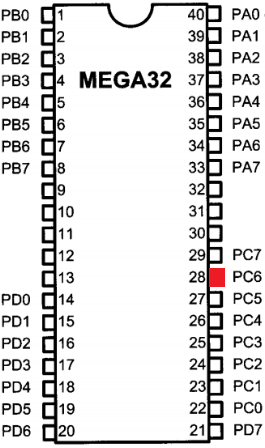 PB0 1 40 PA0
PB1 2 39 PA1
PB2 3 38 PA2
PB3 4 MEGA32 37 PA3
PB4 5 36 PA4
PB5 6 35 PA5
PB6 7 34 PA6
PB7 8 33 PA7
9 32
10 31
11 30
12 29 PC7
13 28 PC6
PD0 14 27 PC5
PD1 15 26 PC4
PD2 16 25 PC3
PD3 17 24 PC2
PD4 18 23 PC1
PD5 19 22 PC0
PD6 20 21 PD7